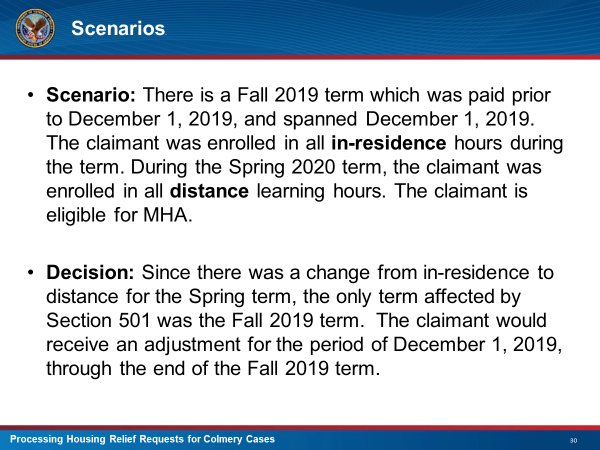 Scenarios
• Scenario: There is a Fall 2019 term which was paid prior
to December 1, 2019, and spanned December 1, 2019.
The claimant was enrolled in all in-residence hours during
the term. During the Spring 2020 term, the claimant was
enrolled in all distance learning hours. The claimant is
eligible for MHA.
• Decision: Since there was a change from in-residence to
distance for the Spring term, the only term affected by
Section 501 was the Fall 2019 term. The claimant would
receive an adjustment for the period of December 1, 2019,
through the end of the Fall 2019 term.
Processing Housing Relief Requests for Colmery Cases
30